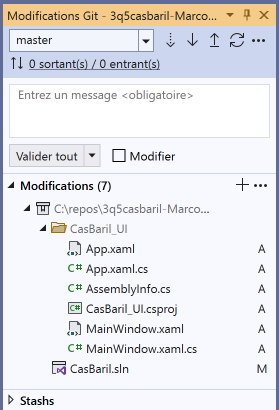 Modifications Git - 3q5casbaril-Marco...
master
0 sortant(s) / 0 entrant(s)
Entrez un message <obligatoire>
Valider tout Modifier
Modifications (7)
C:\repos\3q5casbaril-Marco...
CasBaril_UI
App.xaml A
App.xaml.cs A
AssemblyInfo.cs A
CasBaril_UI.csproj A
MainWindow.xaml A
MainWindow.xaml.cs A
CasBaril.sln M
Stashs